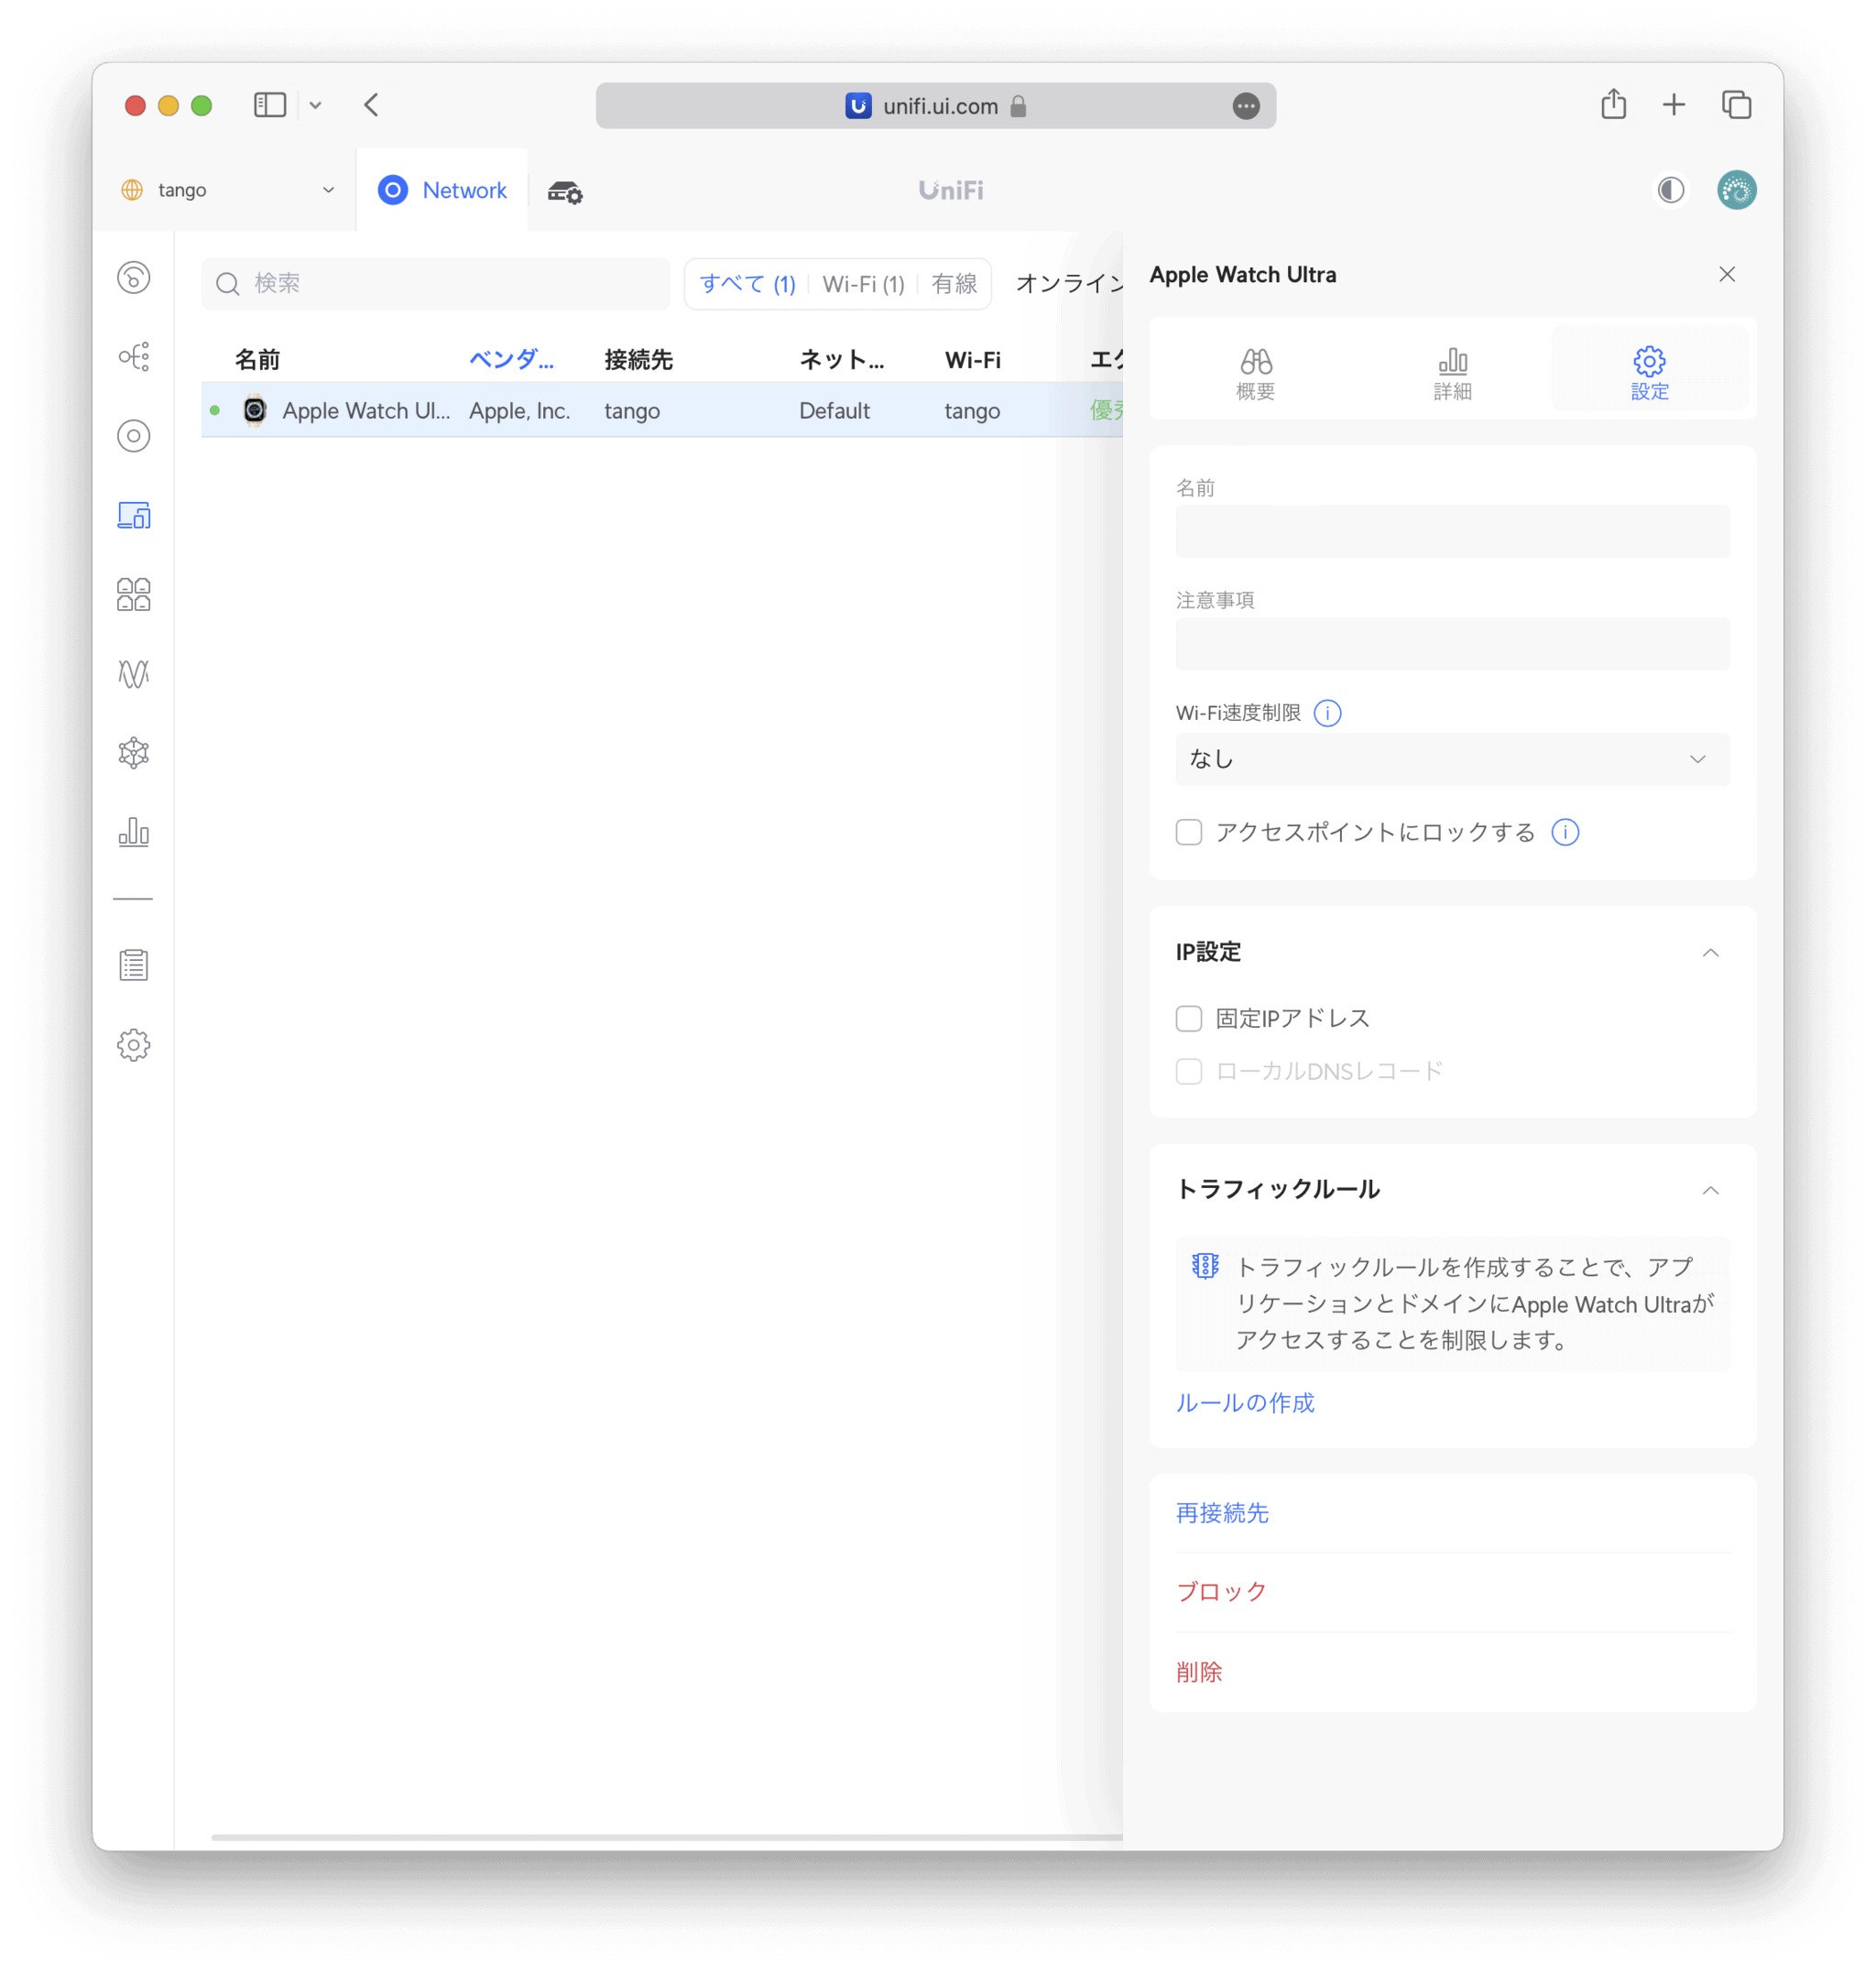 unifi.ui.com
tango
Network
UniFi
検索
すべて (1)
Wi-Fi (1)
有線
オンライン
名前
ベンダ...
接続先
ネット...
Wi-Fi
Apple Watch Ul...
Apple, Inc.
tango
Default
tango
Apple Watch Ultra
概要
詳細
設定
名前
注意事項
Wi-Fi速度制限
なし
アクセスポイントにロックする
IP設定
固定IPアドレス
ローカルDNSレコード
トラフィックルール
トラフィックルールを作成することで、アプ
リケーションとドメインにApple Watch Ultraが
アクセスすることを制限します。
ルールの作成
再接続先
ブロック
削除